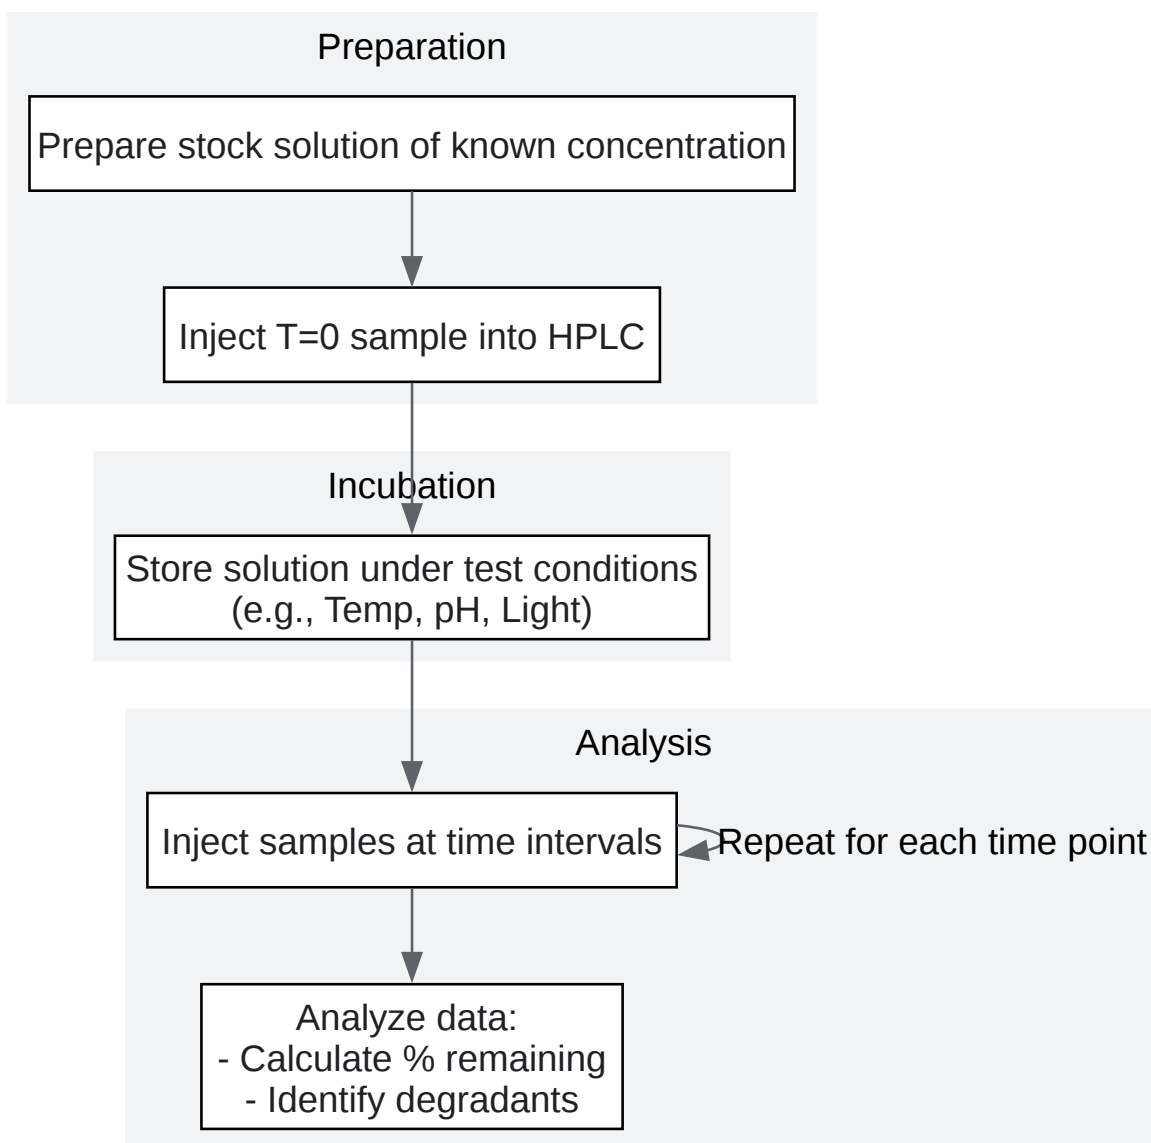 Preparation
Prepare stock solution of known concentration
Inject T=0 sample into HPLC
Incubation
Store solution under test conditions
(e.g., Temp, pH, Light)
Analysis
Inject samples at time intervals
Repeat for each time point
Analyze data:
- Calculate % remaining
- Identify degradants